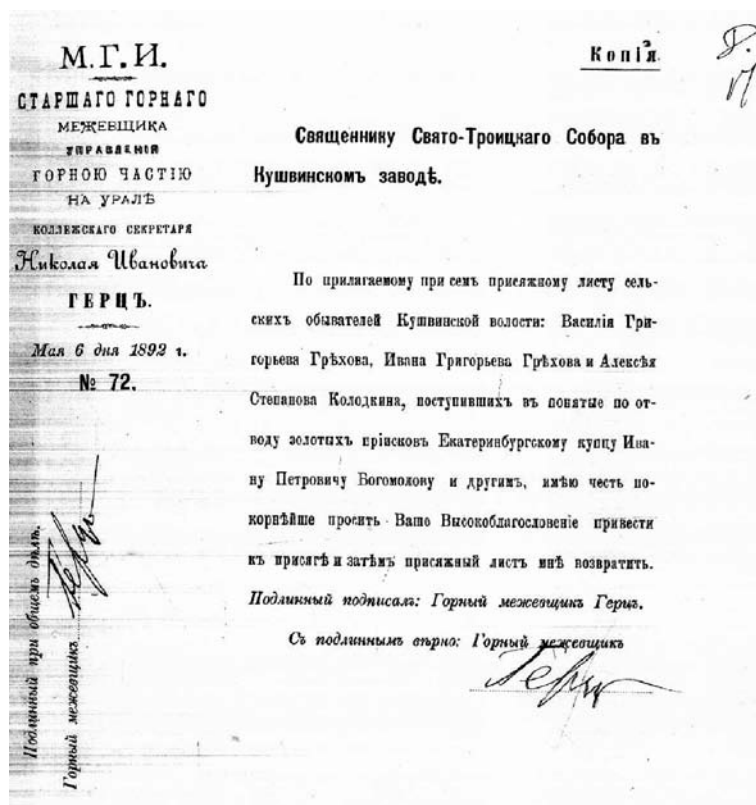 М.Г.И.
СТАРШАГО ГОРНАГО
МЕЖЕВЩИКА
УПРАВЛЕНІЯ
ГОРНОЮ ЧАСТІЮ
НА УРАЛѢ
КОЛЛЕЖСКАГО СЕКРЕТАРЯ
Николая Ивановича
ГЕРЦЪ.
Мая 6 дня 1892 г.
№ 72.
Подлинный при общемъ дѣлѣ.
Горный межевщикъ Герцъ
Копія
Священнику Свято-Троицкаго Собора въ
Кушвинскомъ заводѣ.
По прилагаемому при семъ присяжному листу сель-
скихъ обывателей Кушвинской волости: Василія Гри-
горьева Грѣхова, Ивана Григорьева Грѣхова и Алексѣя
Степанова Колодкина, поступившихъ въ понятые по от-
воду золотыхъ пріисковъ Екатеринбургскому купцу Ива-
ну Петровичу Богомолову и другимъ, имѣю честь по-
корнѣйше просить Ваше Высокоблагословеніе привести
къ присягѣ и затѣмъ присяжный листъ мнѣ возвратить.
Подлинный подписалъ: Горный межевщикъ Герцъ.
Съ подлиннымъ вѣрно: Горный межевщикъ
Герцъ